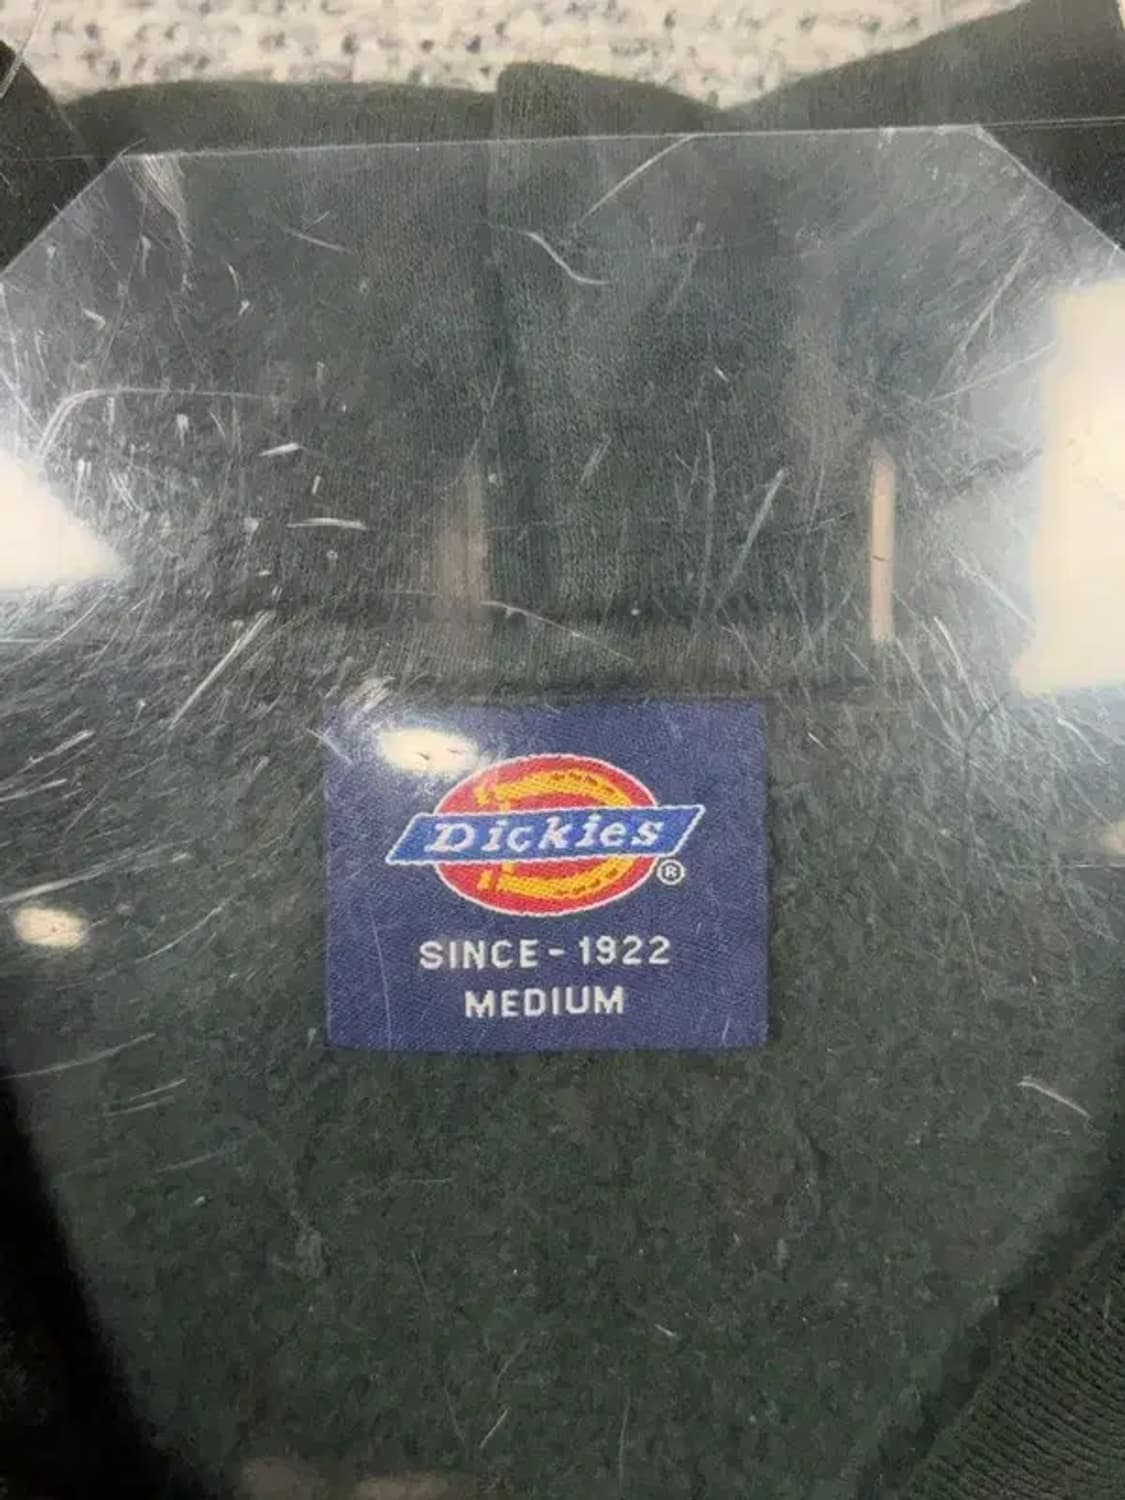 Dickies
®
SINCE - 1922
MEDIUM